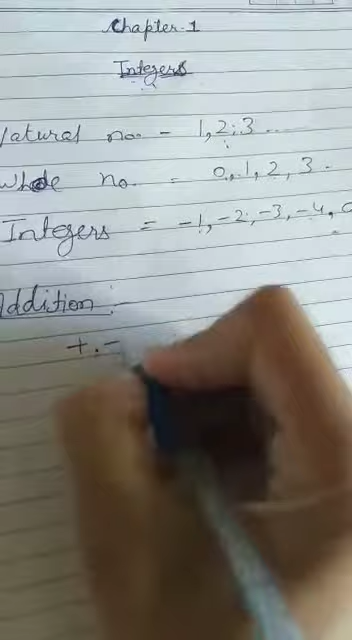 Chapter-1
Integers
Natural no. - 1, 2, 3 ....
Whole no. = 0, 1, 2, 3 -
Integers = -1, -2, -3, -4, 0
Addition :-
+ . -